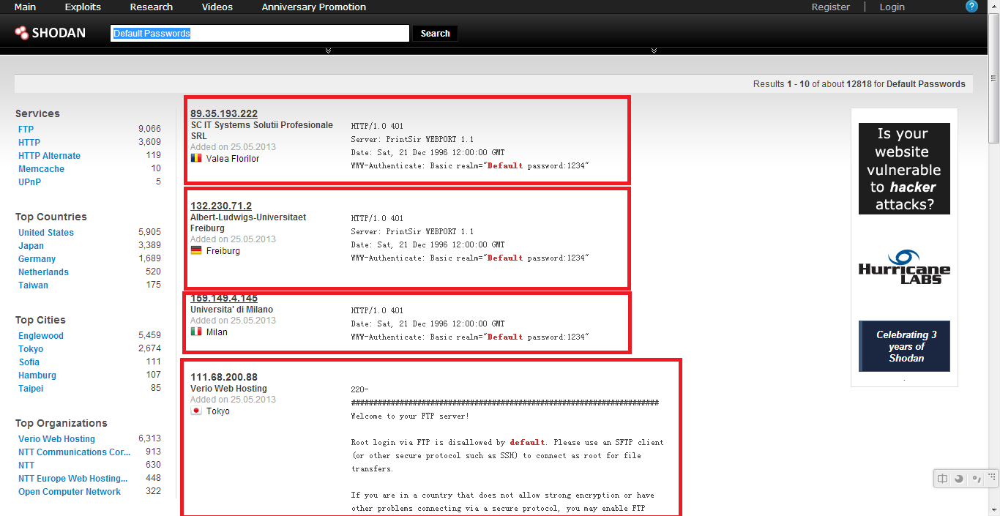 Main Exploits Research Videos Anniversary Promotion Register Login ?
SHODAN Default Passwords Search
Results 1 - 10 of about 12818 for Default Passwords
Services
FTP 9,066
HTTP 3,609
HTTP Alternate 119
Memcache 10
UPnP 5
Top Countries
United States 5,905
Japan 3,389
Germany 1,689
Netherlands 520
Taiwan 175
Top Cities
Englewood 5,459
Tokyo 2,674
Sofia 111
Hamburg 107
Taipei 85
Top Organizations
Verio Web Hosting 6,313
NTT Communications Cor... 913
NTT 630
NTT Europe Web Hosting... 448
Open Computer Network 322
89.35.193.222
SC IT Systems Solutii Profesionale
SRL
Added on 25.05.2013
Valea Florilor
HTTP/1.0 401
Server: PrintSir WEBPORT 1.1
Date: Sat, 21 Dec 1996 12:00:00 GMT
WWW-Authenticate: Basic realm="Default password:1234"
132.230.71.2
Albert-Ludwigs-Universitaet
Freiburg
Added on 25.05.2013
Freiburg
HTTP/1.0 401
Server: PrintSir WEBPORT 1.1
Date: Sat, 21 Dec 1996 12:00:00 GMT
WWW-Authenticate: Basic realm="Default password:1234"
159.149.4.145
Universita' di Milano
Added on 25.05.2013
Milan
HTTP/1.0 401
Date: Sat, 21 Dec 1996 12:00:00 GMT
WWW-Authenticate: Basic realm="Default password:1234"
111.68.200.88
Verio Web Hosting
Added on 25.05.2013
Tokyo
220-
######################################################################
Welcome to your FTP server!
Root login via FTP is disallowed by default. Please use an SFTP client
(or other secure protocol such as SSH) to connect as root for file
transfers.
If you are in a country that does not allow strong encryption or have
other problems connecting via a secure protocol, you may enable FTP
Is your
website
vulnerable
to hacker
attacks?
Hurricane
LABS
Celebrating 3
years of
Shodan
.